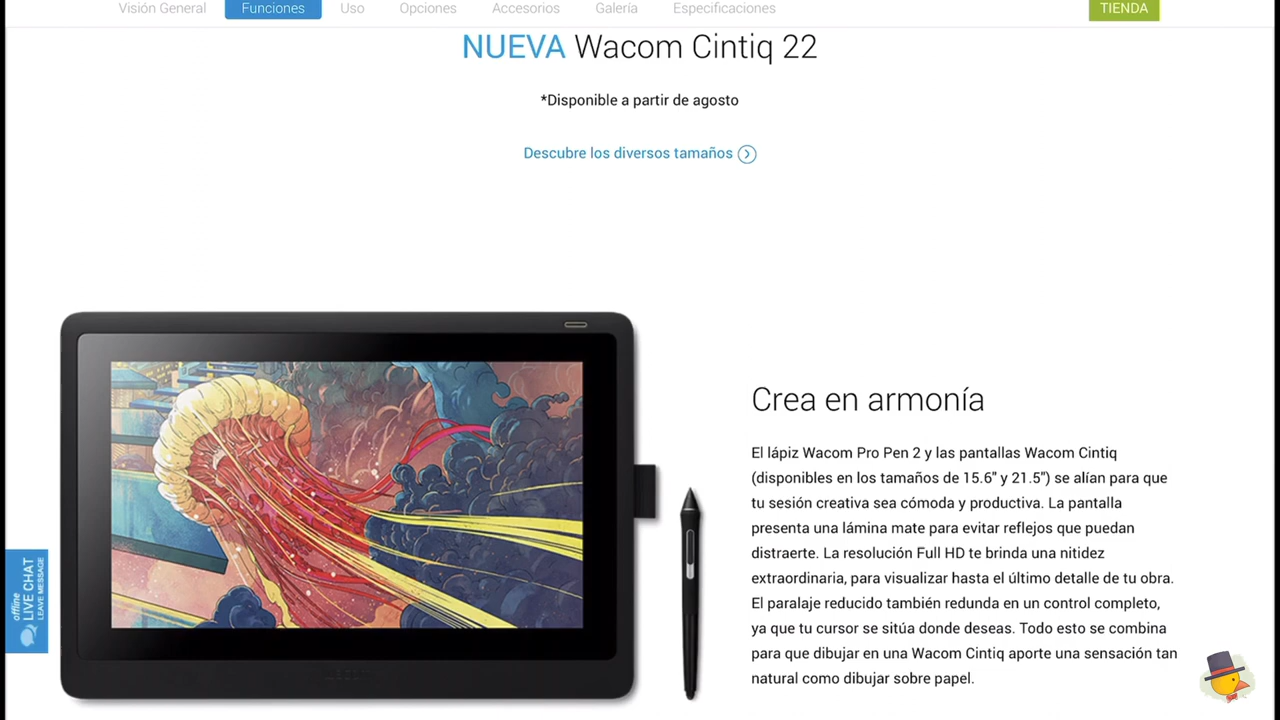 Visión General
Funciones
Uso
Opciones
Accesorios
Galería
Especificaciones
TIENDA
NUEVA Wacom Cintiq 22
*Disponible a partir de agosto
Descubre los diversos tamaños
Crea en armonía
El lápiz Wacom Pro Pen 2 y las pantallas Wacom Cintiq
(disponibles en los tamaños de 15.6" y 21.5") se alían para que
tu sesión creativa sea cómoda y productiva. La pantalla
presenta una lámina mate para evitar reflejos que puedan
distraerte. La resolución Full HD te brinda una nitidez
extraordinaria, para visualizar hasta el último detalle de tu obra.
El paralaje reducido también redunda en un control completo,
ya que tu cursor se sitúa donde deseas. Todo esto se combina
para que dibujar en una Wacom Cintiq aporte una sensación tan
natural como dibujar sobre papel.
offline
LIVE CHAT
LEAVE MESSAGE
wacom